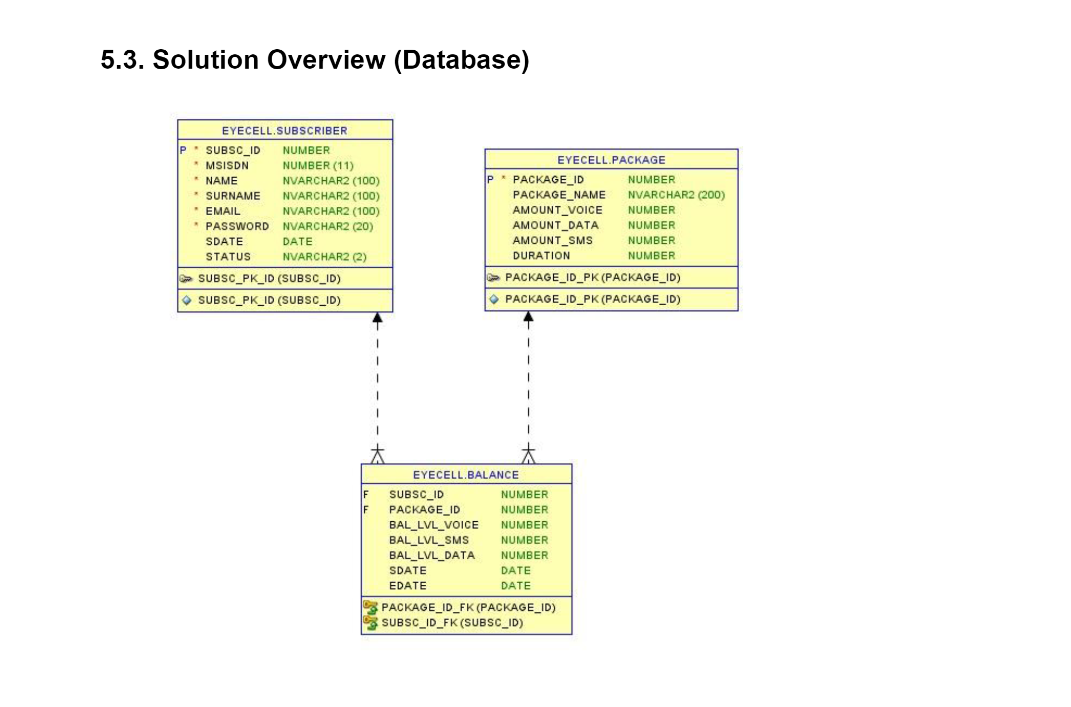 5.3. Solution Overview (Database)
EYECELL.SUBSCRIBER
P * SUBSC_ID NUMBER
* MSISDN NUMBER (11)
* NAME NVARCHAR2 (100)
* SURNAME NVARCHAR2 (100)
* EMAIL NVARCHAR2 (100)
* PASSWORD NVARCHAR2 (20)
SDATE DATE
STATUS NVARCHAR2 (2)
SUBSC_PK_ID (SUBSC_ID)
SUBSC_PK_ID (SUBSC_ID)
EYECELL.PACKAGE
P * PACKAGE_ID NUMBER
PACKAGE_NAME NVARCHAR2 (200)
AMOUNT_VOICE NUMBER
AMOUNT_DATA NUMBER
AMOUNT_SMS NUMBER
DURATION NUMBER
PACKAGE_ID_PK (PACKAGE_ID)
PACKAGE_ID_PK (PACKAGE_ID)
EYECELL.BALANCE
F SUBSC_ID NUMBER
F PACKAGE_ID NUMBER
BAL_LVL_VOICE NUMBER
BAL_LVL_SMS NUMBER
BAL_LVL_DATA NUMBER
SDATE DATE
EDATE DATE
PACKAGE_ID_FK (PACKAGE_ID)
SUBSC_ID_FK (SUBSC_ID)